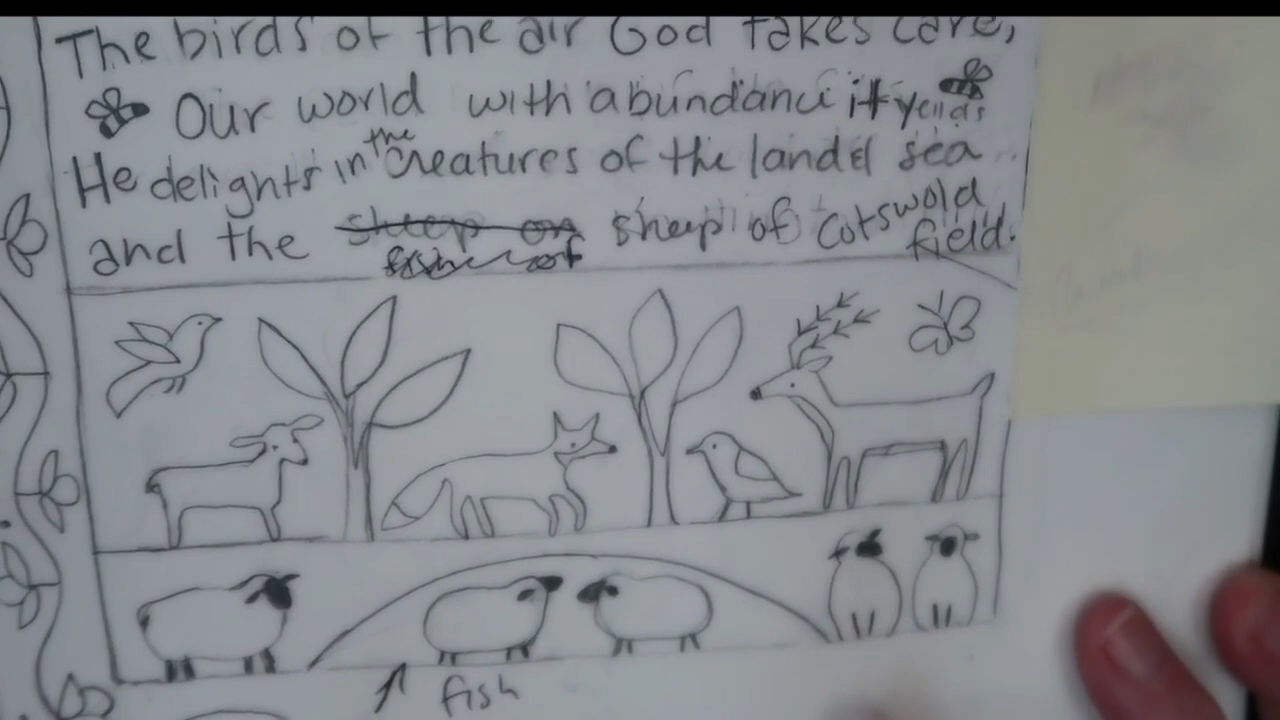 The birds of the air God takes care,
Our world with abundance it yeilds
He delights in the creatures of the land & sea
and the sheep of cotswold field.
fish